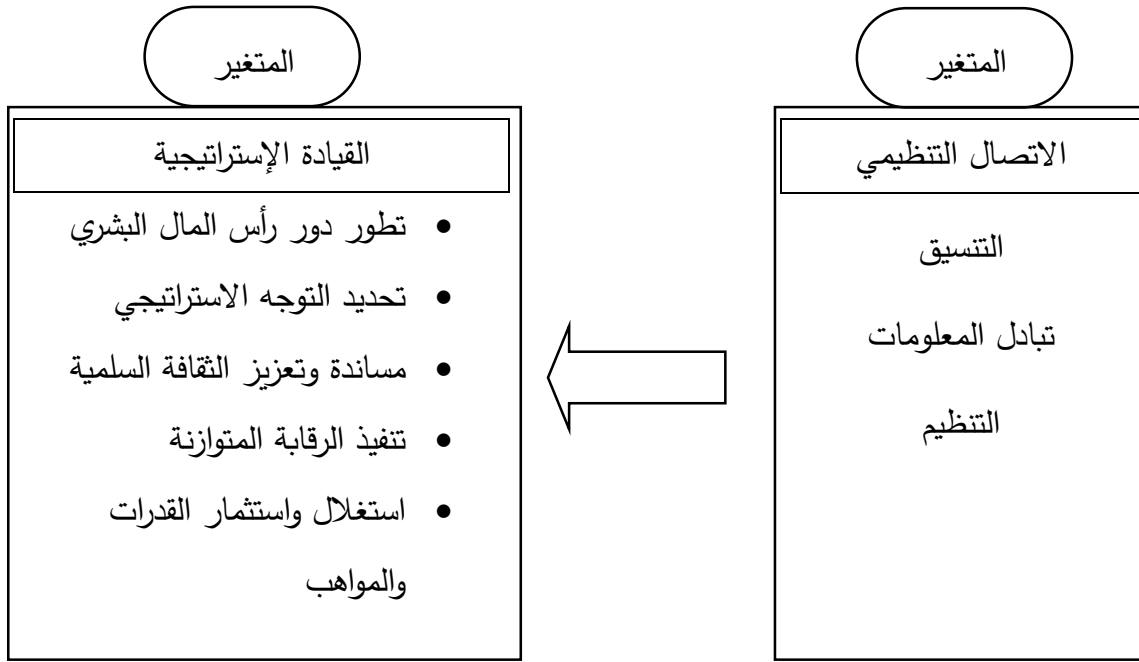 المتغير
الاتصال التنظيمي
التنسيق
تبادل المعلومات
التنظيم
المتغير
القيادة الإستراتيجية
• تطور دور رأس المال البشري
• تحديد التوجه الاستراتيجي
• مساندة وتعزيز الثقافة السلمية
• تنفيذ الرقابة المتوازنة
• استغلال واستثمار القدرات
والمواهب